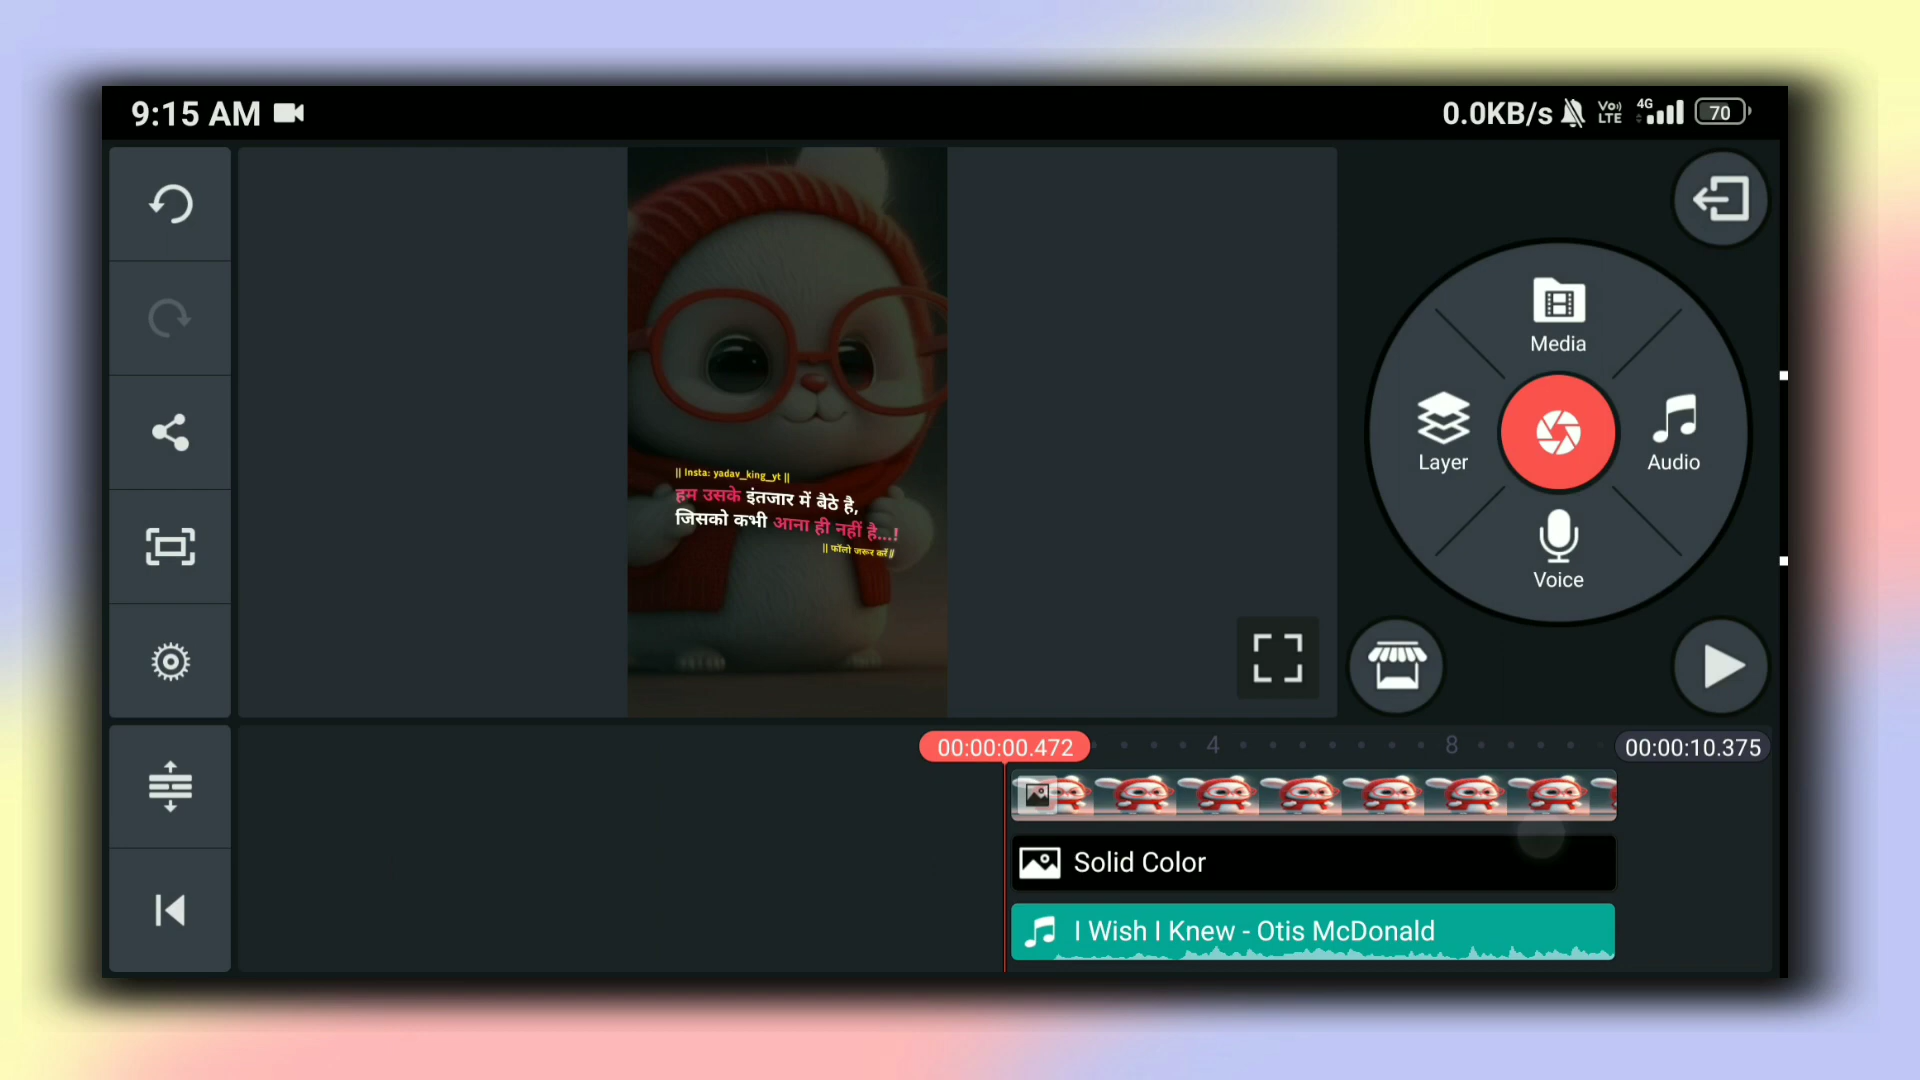 9:15 AM
0.0KB/s Vo)) LTE 4G 70
Media
Layer
Audio
Voice
|| Insta: yadav_king_yt ||
हम उसके इंतजार में बैठे है,
जिसको कभी आना ही नहीं है...!
|| फॉलो जरूर करें ||
00:00:00.472
4
8
00:00:10.375
Solid Color
I Wish I Knew - Otis McDonald